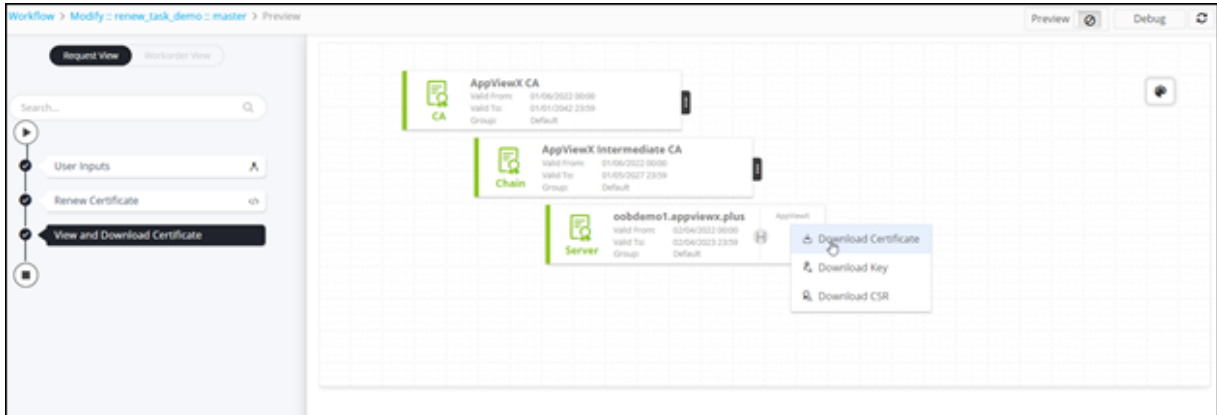 Workflow > Modify :: renew_task_demo :: master > Preview
Preview
Debug
Request View
Workorder View
Search...
User Inputs
Renew Certificate
View and Download Certificate
AppViewX CA
Valid From: 01/06/2022 00:00
Valid To: 01/01/2042 23:59
Group: Default
CA
AppViewX Intermediate CA
Valid From: 01/06/2022 00:00
Valid To: 01/05/2027 23:59
Group: Default
Chain
oobdemo1.appviewx.plus
Valid From: 02/04/2022 00:00
Valid To: 02/04/2023 23:59
Group: Default
Server
AppViewX
Download Certificate
Download Key
Download CSR